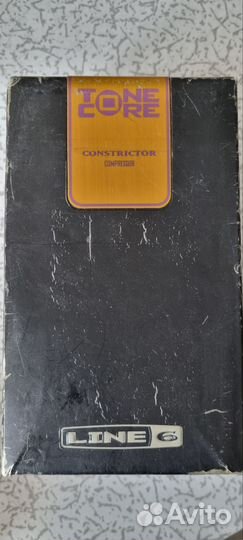 TONE
CORE
CONSTRICTOR
COMPRESSOR
LINE 6
Avito